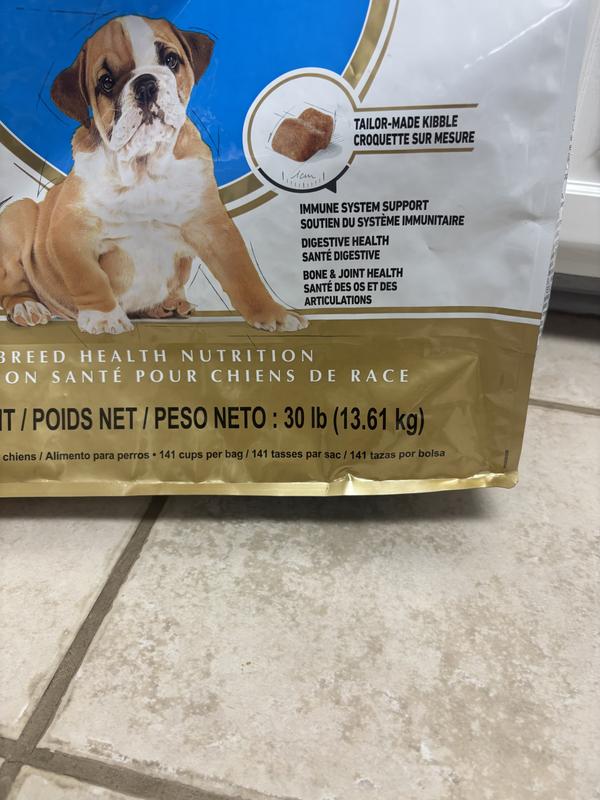 TAILOR-MADE KIBBLE
CROQUETTE SUR MESURE
1cm
IMMUNE SYSTEM SUPPORT
SOUTIEN DU SYSTÈME IMMUNITAIRE
DIGESTIVE HEALTH
SANTÉ DIGESTIVE
BONE & JOINT HEALTH
SANTÉ DES OS ET DES
ARTICULATIONS
BREED HEALTH NUTRITION
ON SANTÉ POUR CHIENS DE RACE
/ POIDS NET / PESO NETO : 30 lb (13.61 kg)
chiens / Alimento para perros • 141 cups per bag / 141 tasses par sac / 141 tazas por bolsa